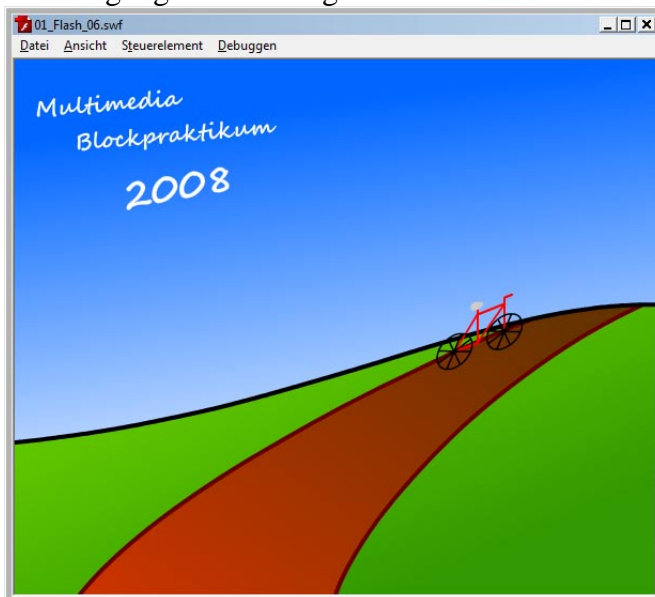 01_Flash_06.swf
Datei Ansicht Steuerelement Debuggen
Multimedia
Blockpraktikum
2008